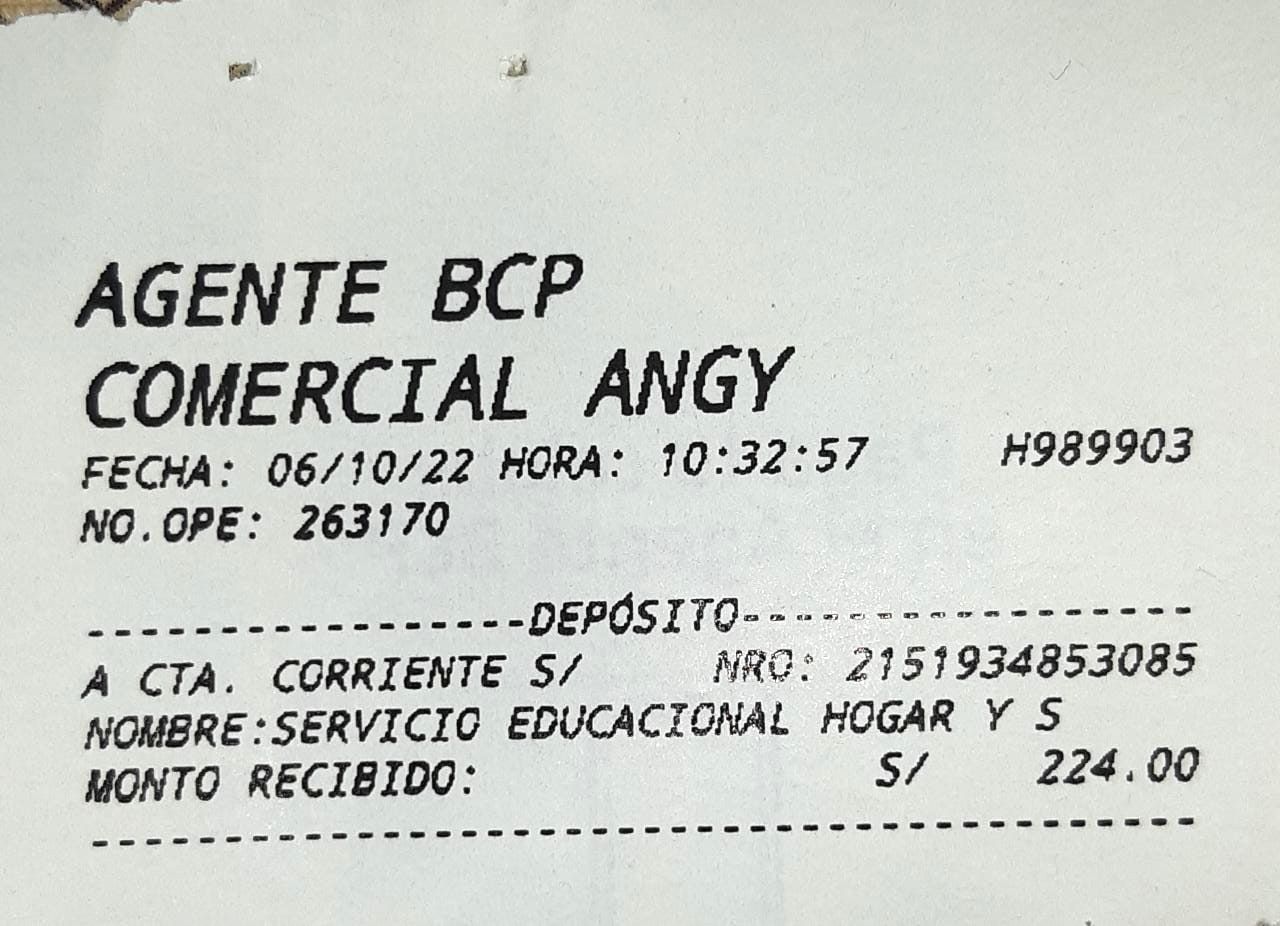 AGENTE BCP
COMERCIAL ANGY
FECHA: 06/10/22 HORA: 10:32:57 H989903
NO.OPE: 263170
-----------------DEPÓSITO-----------------
A CTA. CORRIENTE S/ NRO: 2151934853085
NOMBRE:SERVICIO EDUCACIONAL HOGAR Y S
MONTO RECIBIDO: S/ 224.00
------------------------------------------